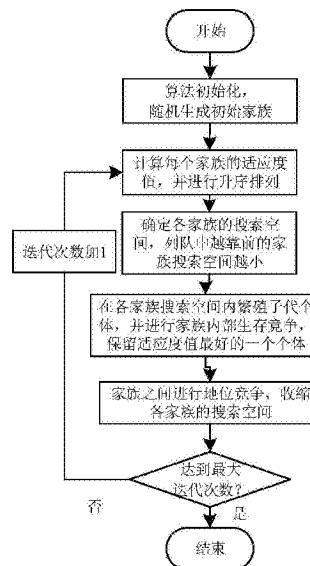 开始
算法初始化，
随机生成初始家族
计算每个家族的适应度
值，并进行升序排列
确定各家族的搜索空
间，列队中越靠前的家
族搜索空间越小
迭代次数加1
在各家族搜索空间内繁殖子代个
体，并进行家族内部生存竞争，
保留适应度值最好的一个个体
家族之间进行地位竞争，收缩
各家族的搜索空间
达到最大
迭代次数?
否
是
结束